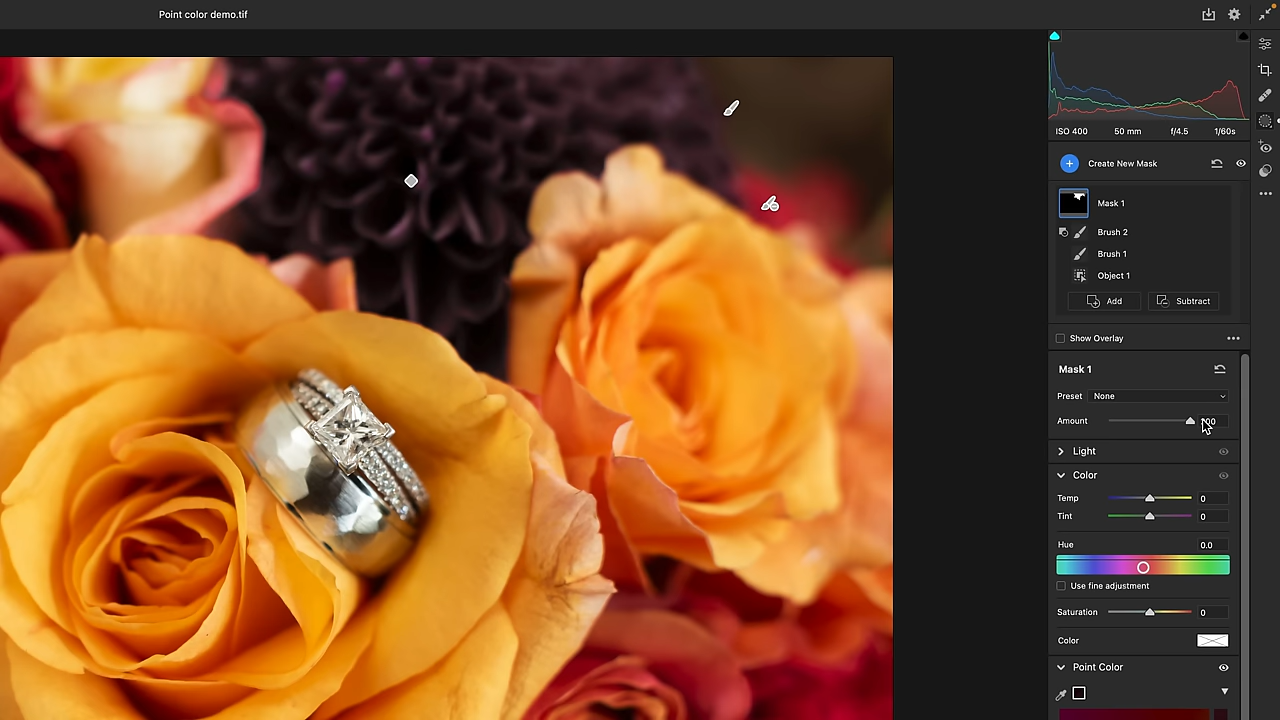 Point color demo.tif
ISO 400 50 mm f/4.5 1/60s
Create New Mask
Mask 1
Brush 2
Brush 1
Object 1
Add Subtract
Show Overlay
Mask 1
Preset None
Amount
Light
Color
Temp 0
Tint 0
Hue 0.0
Use fine adjustment
Saturation 0
Color
Point Color